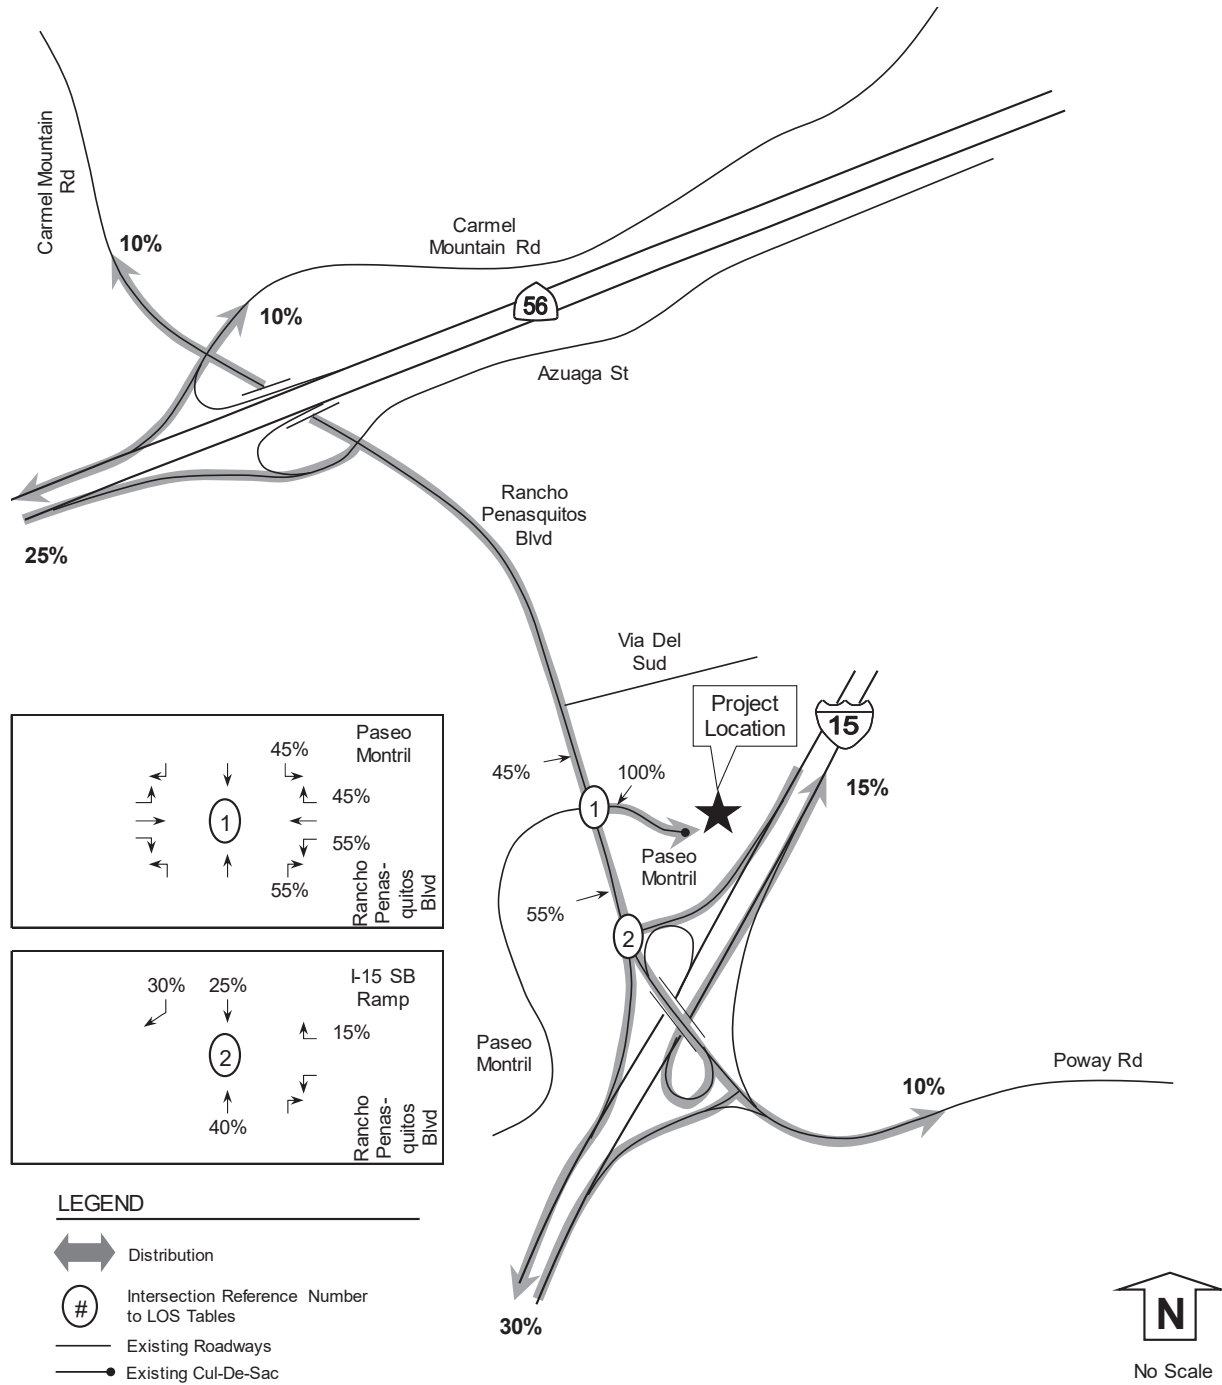 Carmel Mountain
Rd
10%
Carmel
Mountain Rd
10%
56
Azuaga St
25%
Rancho
Penasquitos
Blvd
Via Del
Sud
Project
Location
15
15%
45%
100%
1
Paseo
Montril
55%
2
Paseo
Montril
45%
45%
1
55%
55%
Rancho
Penas-
quitos
Blvd
I-15 SB
Ramp
30%
25%
15%
2
40%
Rancho
Penas-
quitos
Blvd
Paseo
Montril
Poway Rd
10%
30%
LEGEND
Distribution
#
Intersection Reference Number
to LOS Tables
Existing Roadways
Existing Cul-De-Sac
N
No Scale